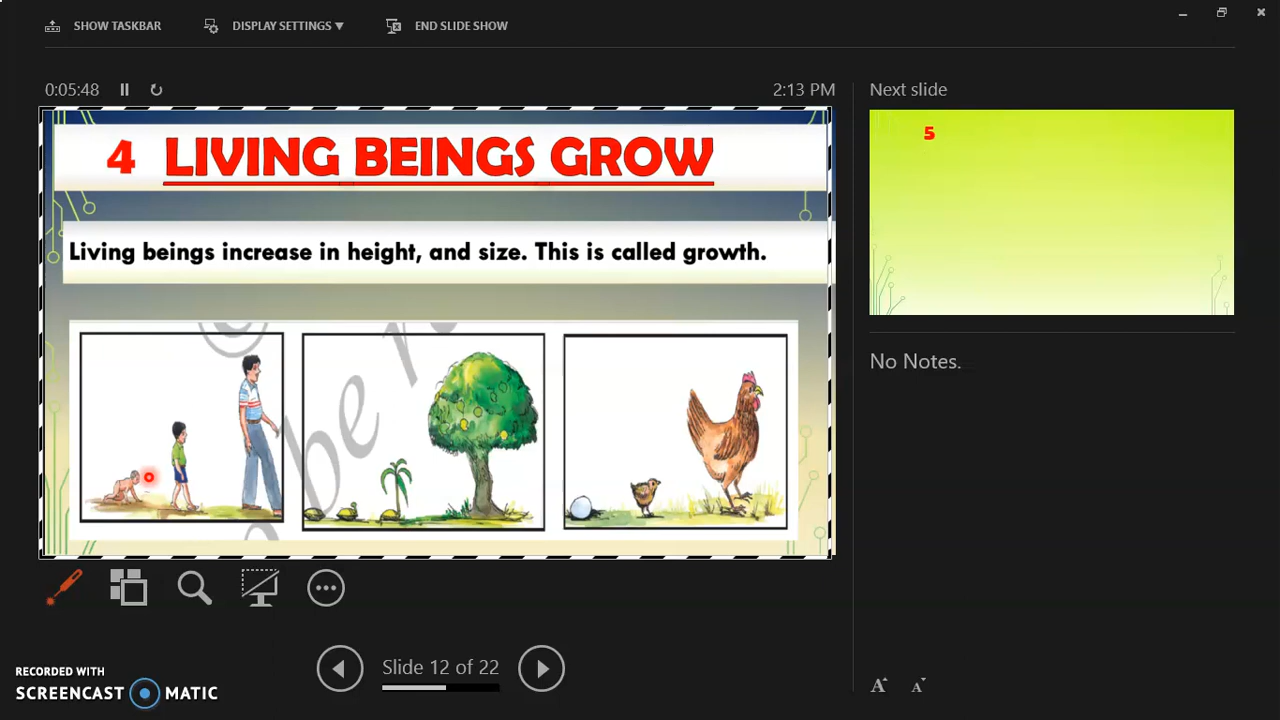 SHOW TASKBAR
DISPLAY SETTINGS ▼
END SLIDE SHOW
0:05:48
2:13 PM
Next slide
4 LIVING BEINGS GROW
5
Living beings increase in height, and size. This is called growth.
be r
No Notes.
Slide 12 of 22
RECORDED WITH
SCREENCAST MATIC
A A